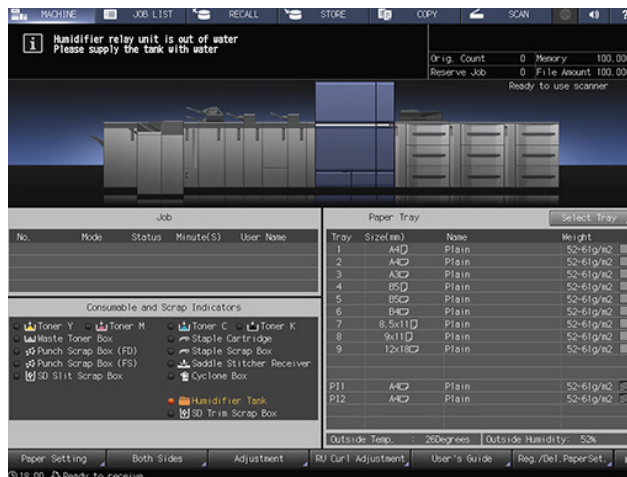 MACHINE JOB LIST RECALL STORE COPY SCAN ?
i Humidifier relay unit is out of water
Please supply the tank with water
Orig. Count 0 Memory 100.00
Reserve Job 0 File Amount 100.00
Ready to use scanner
Job
No. Mode Status Minute(S) User Name
Paper Tray Select Tray
Tray Size(mm) Name Weight
1 A4 Plain 52-61g/m2
2 A4 Plain 52-61g/m2
3 A3 Plain 52-61g/m2
4 B5 Plain 52-61g/m2
5 B5 Plain 52-61g/m2
6 B4 Plain 52-61g/m2
7 8.5x11 Plain 52-61g/m2
8 9x11 Plain 52-61g/m2
9 12x18 Plain 52-61g/m2
PI1 A4 Plain 52-61g/m2
PI2 A4 Plain 52-61g/m2
Outside Temp. : 26Degrees Outside Humidity: 52%
Consumable and Scrap Indicators
Toner Y Toner M Toner C Toner K
Waste Toner Box Staple Cartridge
Punch Scrap Box (FD) Staple Scrap Box
Punch Scrap Box (FS) Saddle Stitcher Receiver
SD Slit Scrap Box Cyclone Box
Humidifier Tank
SD Trim Scrap Box
Paper Setting Both Sides Adjustment RU Curl Adjustment User's Guide Reg./Del.PaperSet.
18:00 Ready to receive